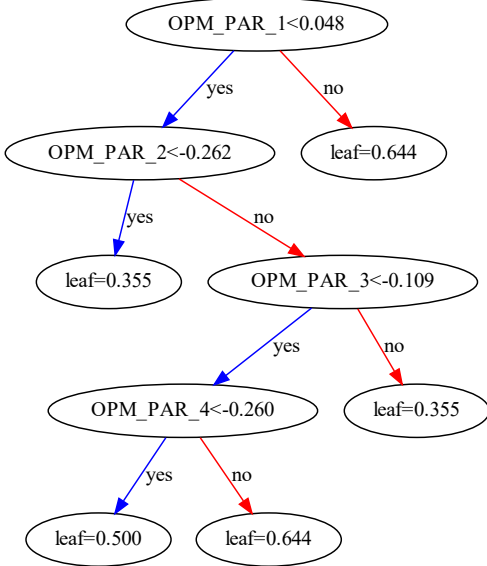 OPM_PAR_1<0.048
yes
no
OPM_PAR_2<-0.262
leaf=0.644
yes
no
leaf=0.355
OPM_PAR_3<-0.109
yes
no
OPM_PAR_4<-0.260
leaf=0.355
yes
no
leaf=0.500
leaf=0.644